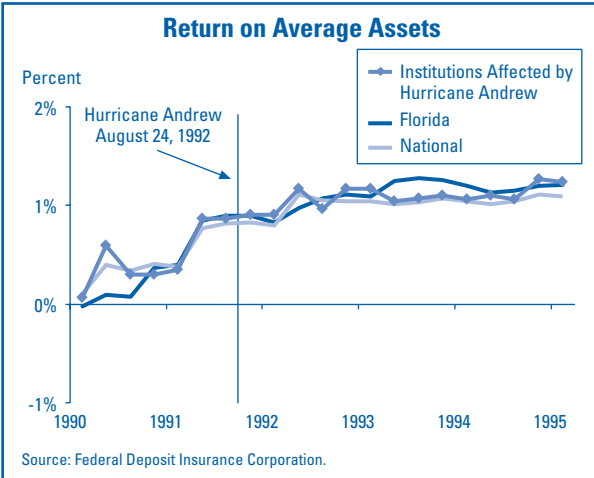 Return on Average Assets
Percent
Institutions Affected by
Hurricane Andrew
Florida
National
Hurricane Andrew
August 24, 1992
2%
1%
0%
-1%
1990 1991 1992 1993 1994 1995
Source: Federal Deposit Insurance Corporation.